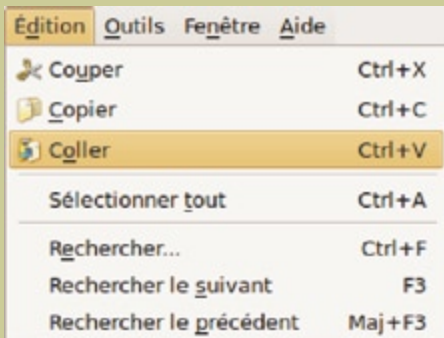 Édition Outils Fenêtre Aide
Couper Ctrl+X
Copier Ctrl+C
Coller Ctrl+V
Sélectionner tout Ctrl+A
Rechercher... Ctrl+F
Rechercher le suivant F3
Rechercher le précédent Maj+F3